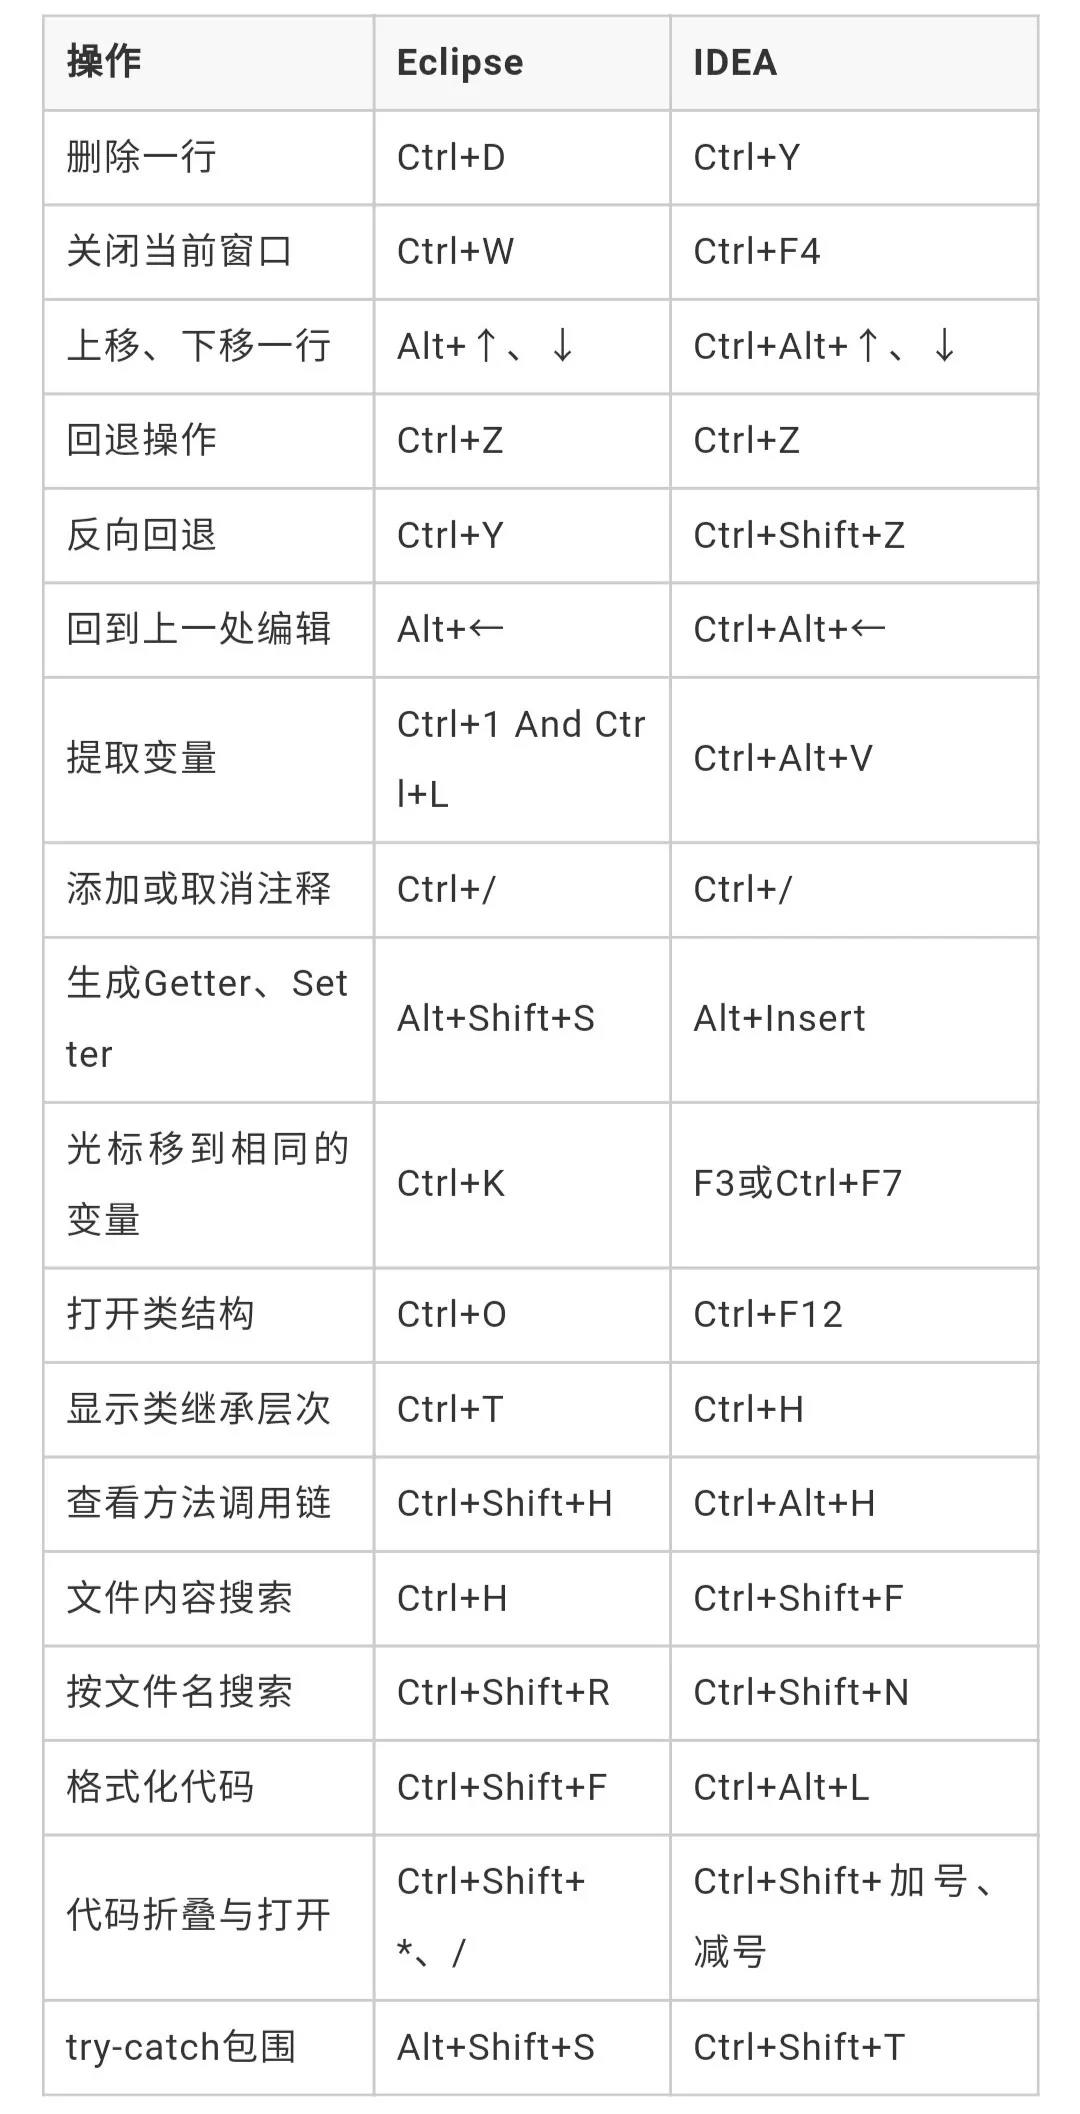 操作 Eclipse IDEA
删除一行 Ctrl+D Ctrl+Y
关闭当前窗口 Ctrl+W Ctrl+F4
上移、下移一行 Alt+↑、↓ Ctrl+Alt+↑、↓
回退操作 Ctrl+Z Ctrl+Z
反向回退 Ctrl+Y Ctrl+Shift+Z
回到上一处编辑 Alt+← Ctrl+Alt+←
提取变量
Ctrl+1 And Ctr
l+L
Ctrl+Alt+V
添加或取消注释 Ctrl+/ Ctrl+/
生成Getter、Set
ter
Alt+Shift+S Alt+Insert
光标移到相同的
变量
Ctrl+K F3或Ctrl+F7
打开类结构 Ctrl+O Ctrl+F12
显示类继承层次 Ctrl+T Ctrl+H
查看方法调用链 Ctrl+Shift+H Ctrl+Alt+H
文件内容搜索 Ctrl+H Ctrl+Shift+F
按文件名搜索 Ctrl+Shift+R Ctrl+Shift+N
格式化代码 Ctrl+Shift+F Ctrl+Alt+L
代码折叠与打开
Ctrl+Shift+
*、/
Ctrl+Shift+加号、
减号
try-catch包围 Alt+Shift+S Ctrl+Shift+T